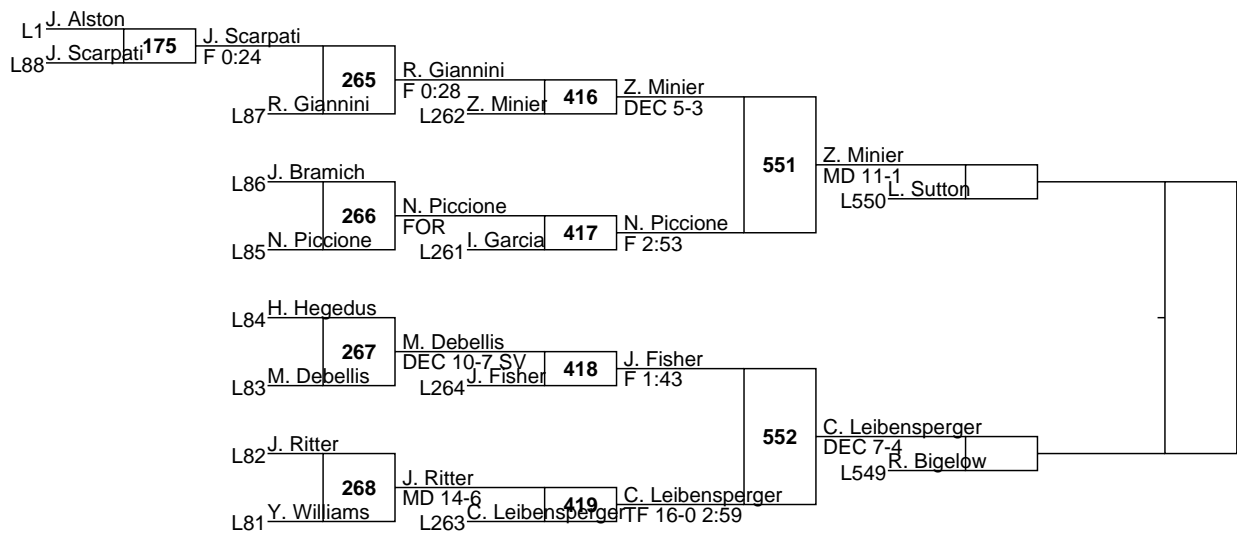 L1 J. Alston
L88 J. Scarpati
175
J. Scarpati
F 0:24
L87 R. Giannini
265
R. Giannini
F 0:28
L262 Z. Minier
416
Z. Minier
DEC 5-3
L86 J. Bramich
L85 N. Piccione
266
N. Piccione
FOR
L261 I. Garcia
417
N. Piccione
F 2:53
551
Z. Minier
MD 11-1
L550 L. Sutton
L84 H. Hegedus
L83 M. Debellis
267
M. Debellis
DEC 10-7 SV
L264 J. Fisher
418
J. Fisher
F 1:43
L82 J. Ritter
L81 Y. Williams
268
J. Ritter
MD 14-6
L263 C. Leibensperger
419
C. Leibensperger
TF 16-0 2:59
552
C. Leibensperger
DEC 7-4
L549 R. Bigelow